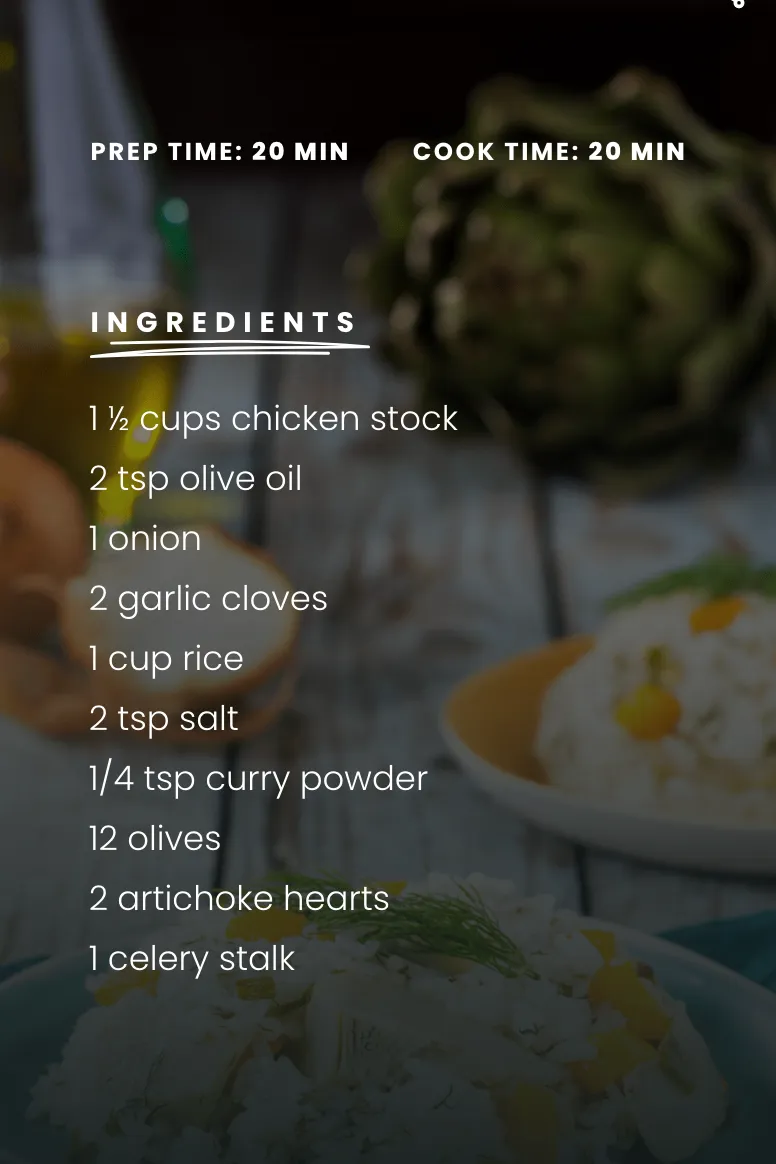 PREP TIME: 20 MIN COOK TIME: 20 MIN
INGREDIENTS
1 ½ cups chicken stock
2 tsp olive oil
1 onion
2 garlic cloves
1 cup rice
2 tsp salt
1/4 tsp curry powder
12 olives
2 artichoke hearts
1 celery stalk